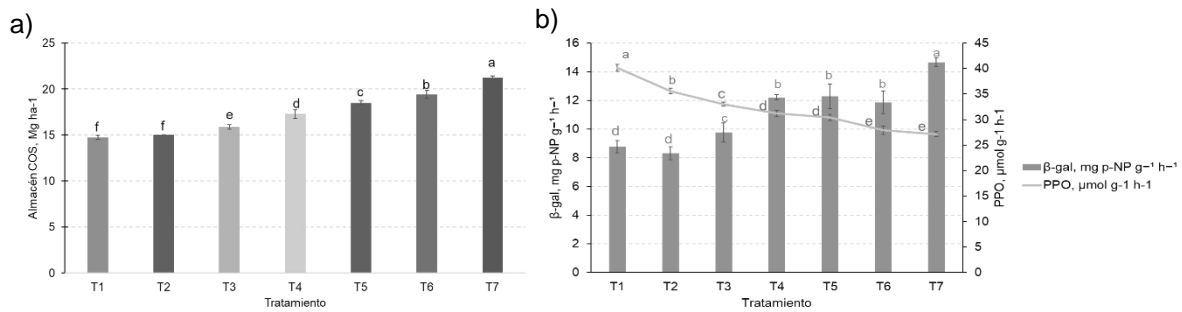 a)
Almacén COS, Mg ha-1
25
20
15
10
5
0
f
f
e
d
c
b
a
T1
T2
T3
T4
T5
T6
T7
Tratamiento
b)
β-gal, mg p-NP g⁻¹ h⁻¹
16
14
12
10
8
6
4
2
0
a
b
c
d
d
e
e
d
d
c
b
b
b
a
T1
T2
T3
T4
T5
T6
T7
Tratamiento
45
40
35
30
25
20
15
10
5
0
PPO, µmol g-1 h-1
β-gal, mg p-NP g⁻¹ h⁻¹
PPO, µmol g-1 h-1